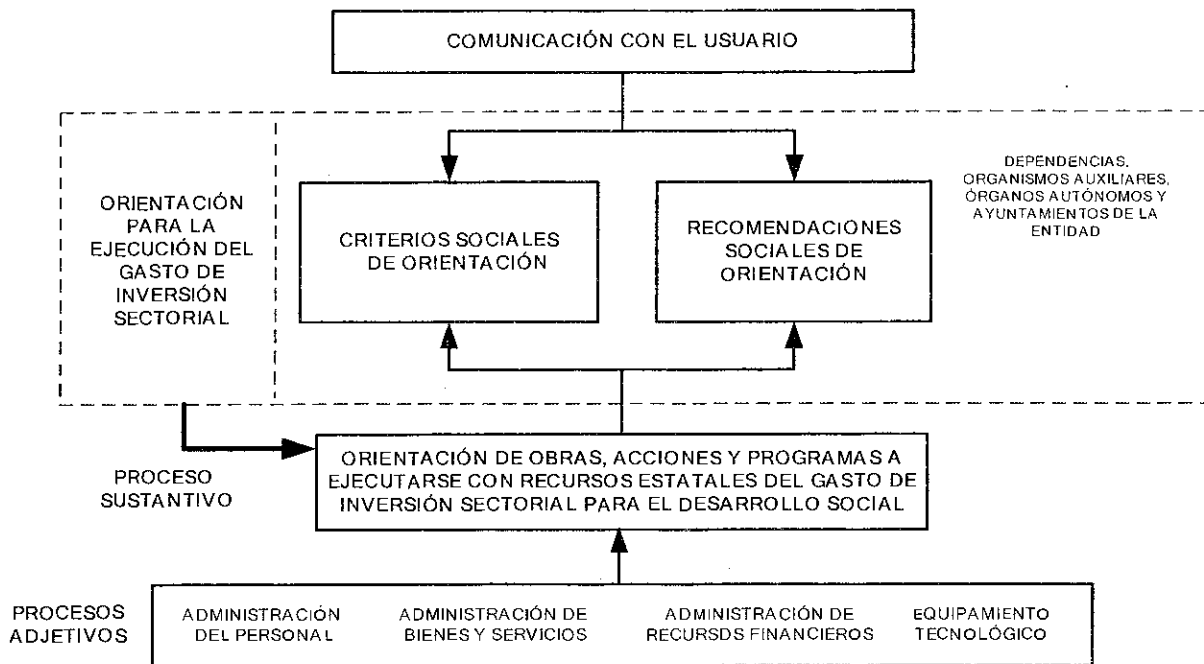 COMUNICACIÓN CON EL USUARIO
ORIENTACIÓN
PARA LA
EJECUCIÓN DEL
GASTO DE
INVERSIÓN
SECTORIAL
CRITERIOS SOCIALES
DE ORIENTACIÓN
RECOMENDACIONES
SOCIALES DE
ORIENTACIÓN
DEPENDENCIAS,
ORGANISMOS AUXILIARES,
ÓRGANOS AUTÓNOMOS Y
AYUNTAMIENTOS DE LA
ENTIDAD
PROCESO
SUSTANTIVO
ORIENTACIÓN DE OBRAS, ACCIONES Y PROGRAMAS A
EJECUTARSE CON RECURSOS ESTATALES DEL GASTO DE
INVERSIÓN SECTORIAL PARA EL DESARROLLO SOCIAL
PROCESOS
ADJETIVOS
ADMINISTRACIÓN
DEL PERSONAL
ADMINISTRACIÓN DE
BIENES Y SERVICIOS
ADMINISTRACIÓN DE
RECURSOS FINANCIEROS
EQUIPAMIENTO
TECNOLÓGICO